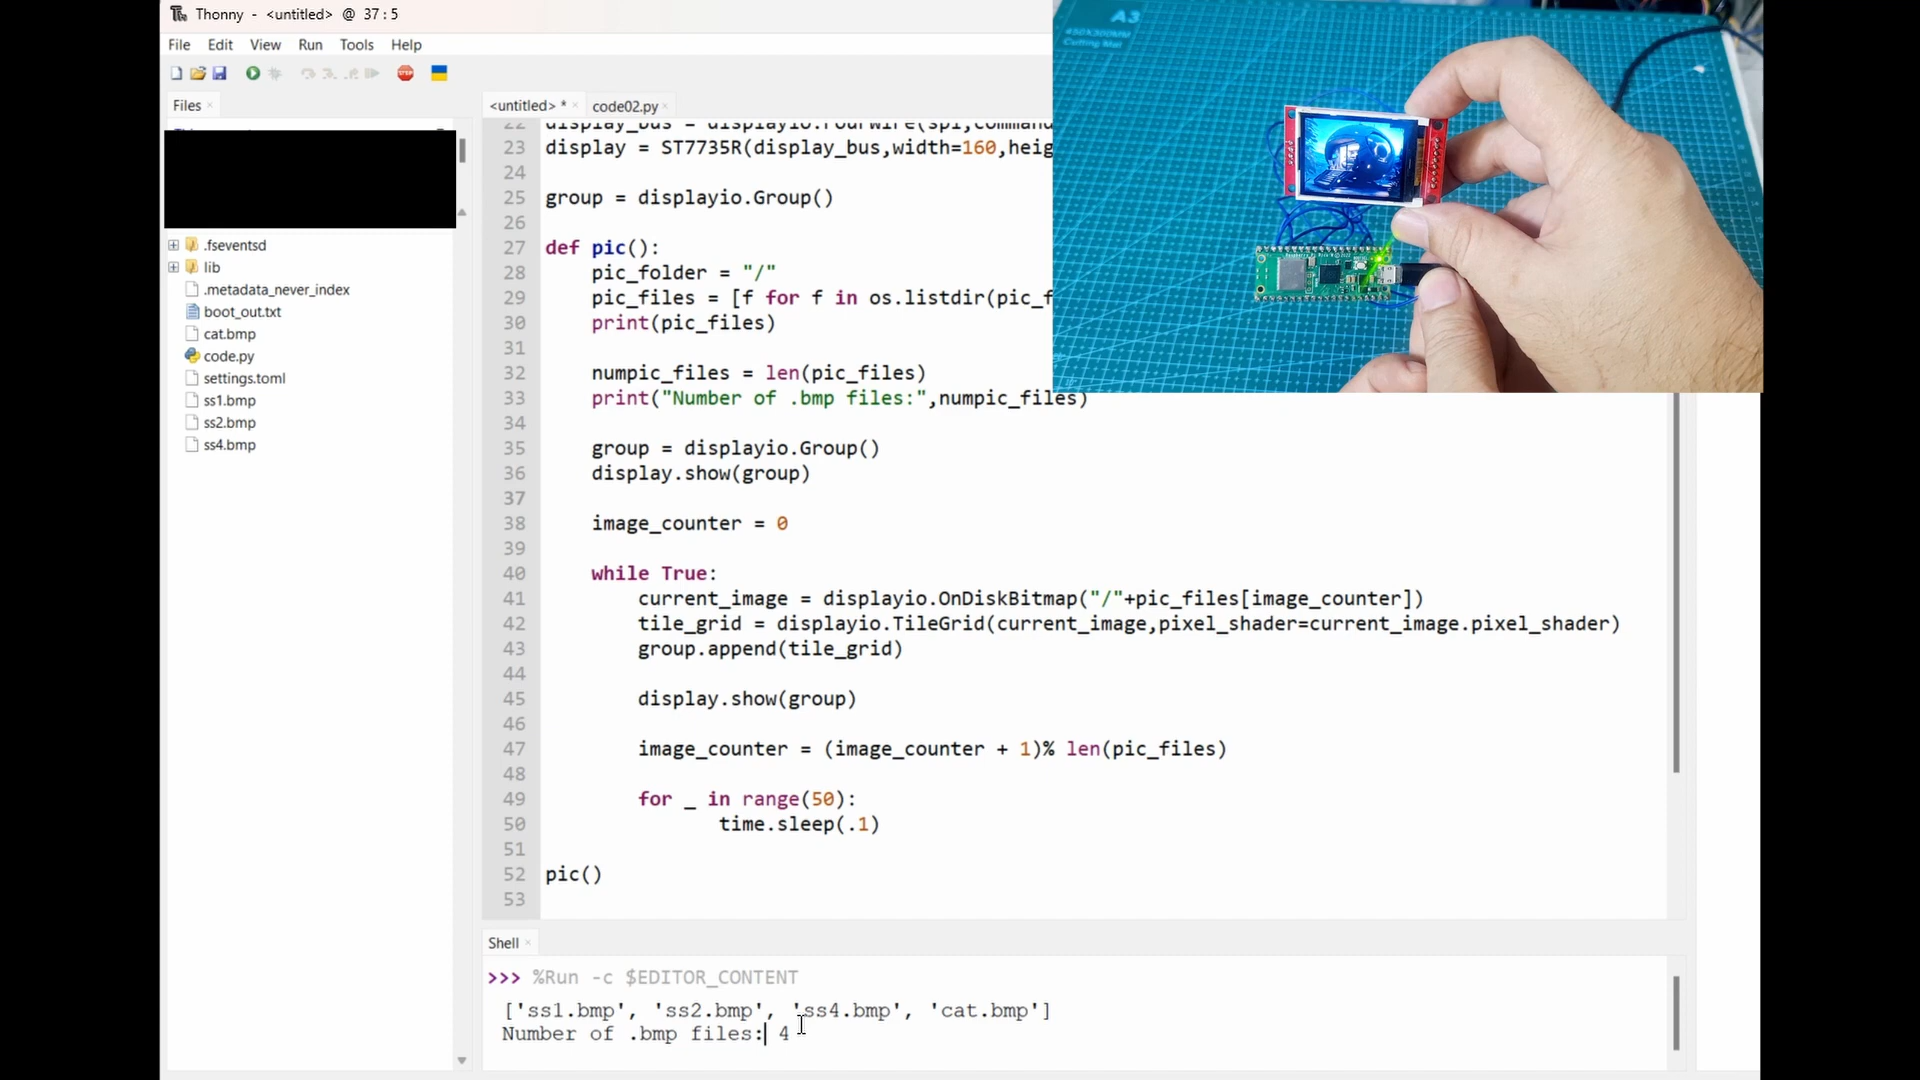 Thonny - <untitled> @ 37:5
File Edit View Run Tools Help
Files
<untitled> * code02.py
.fseventsd
lib
.metadata_never_index
boot_out.txt
cat.bmp
code.py
settings.toml
ss1.bmp
ss2.bmp
ss4.bmp
22 display_bus = displayio.FourWire(spi,command
23 display = ST7735R(display_bus,width=160,heig
24
25 group = displayio.Group()
26
27 def pic():
28 pic_folder = "/"
29 pic_files = [f for f in os.listdir(pic_f
30 print(pic_files)
31
32 numpic_files = len(pic_files)
33 print("Number of .bmp files:",numpic_files)
34
35 group = displayio.Group()
36 display.show(group)
37
38 image_counter = 0
39
40 while True:
41 current_image = displayio.OnDiskBitmap("/"+pic_files[image_counter])
42 tile_grid = displayio.TileGrid(current_image,pixel_shader=current_image.pixel_shader)
43 group.append(tile_grid)
44
45 display.show(group)
46
47 image_counter = (image_counter + 1)% len(pic_files)
48
49 for _ in range(50):
50 time.sleep(.1)
51
52 pic()
53
Shell
>>> %Run -c $EDITOR_CONTENT
['ss1.bmp', 'ss2.bmp', 'ss4.bmp', 'cat.bmp']
Number of .bmp files: 4
A3
Cutting Mat